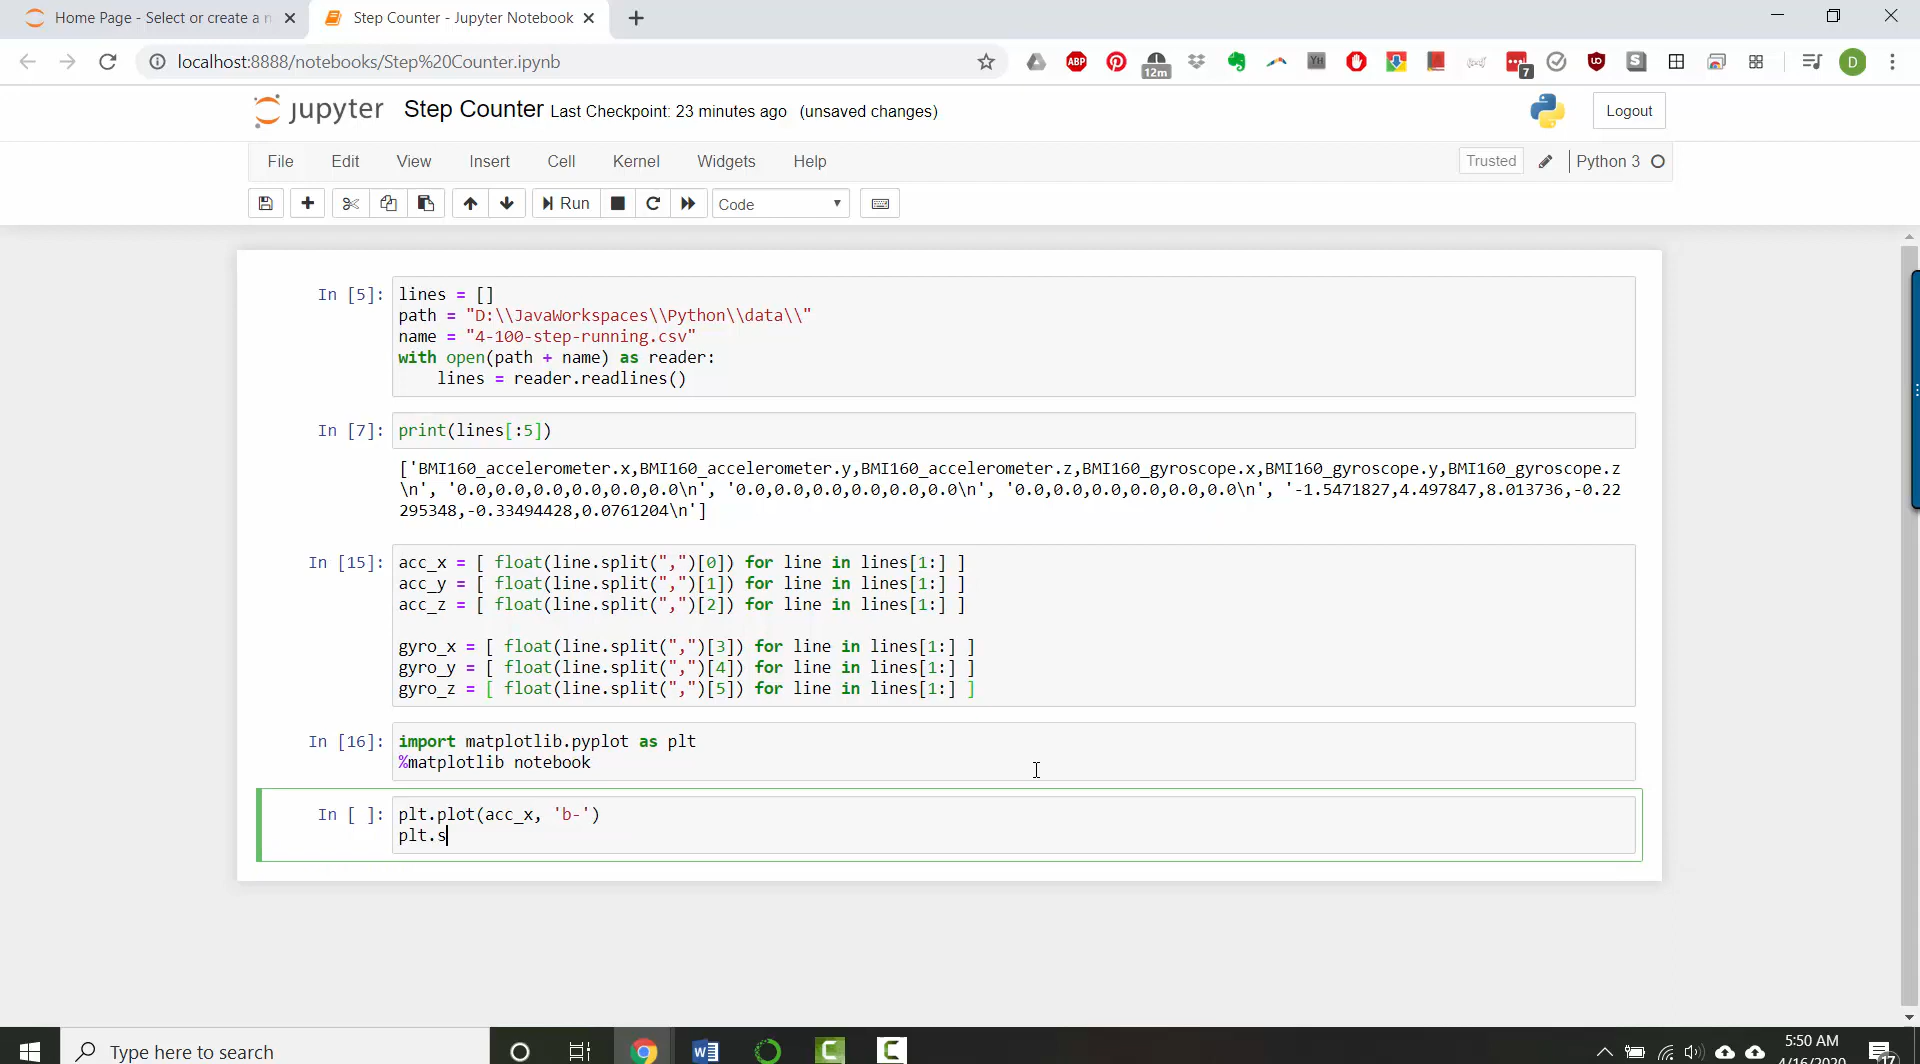 Home Page - Select or create a n
Step Counter - Jupyter Notebook
localhost:8888/notebooks/Step%20Counter.ipynb
ABP
12m
YH
7
UD
S
D
jupyter Step Counter Last Checkpoint: 23 minutes ago (unsaved changes)
Logout
File Edit View Insert Cell Kernel Widgets Help
Trusted
Python 3
Run
Code
In [5]: lines = []
path = "D:\\JavaWorkspaces\\Python\\data\\"
name = "4-100-step-running.csv"
with open(path + name) as reader:
    lines = reader.readlines()
In [7]: print(lines[:5])
['BMI160_accelerometer.x,BMI160_accelerometer.y,BMI160_accelerometer.z,BMI160_gyroscope.x,BMI160_gyroscope.y,BMI160_gyroscope.z
\n', '0.0,0.0,0.0,0.0,0.0,0.0\n', '0.0,0.0,0.0,0.0,0.0,0.0\n', '0.0,0.0,0.0,0.0,0.0,0.0\n', '-1.5471827,4.497847,8.013736,-0.22
295348,-0.33494428,0.0761204\n']
In [15]: acc_x = [ float(line.split(",")[0]) for line in lines[1:] ]
acc_y = [ float(line.split(",")[1]) for line in lines[1:] ]
acc_z = [ float(line.split(",")[2]) for line in lines[1:] ]
gyro_x = [ float(line.split(",")[3]) for line in lines[1:] ]
gyro_y = [ float(line.split(",")[4]) for line in lines[1:] ]
gyro_z = [ float(line.split(",")[5]) for line in lines[1:] ]
In [16]: import matplotlib.pyplot as plt
%matplotlib notebook
In [ ]: plt.plot(acc_x, 'b-')
plt.s
Type here to search
5:50 AM
4/16/2020
17